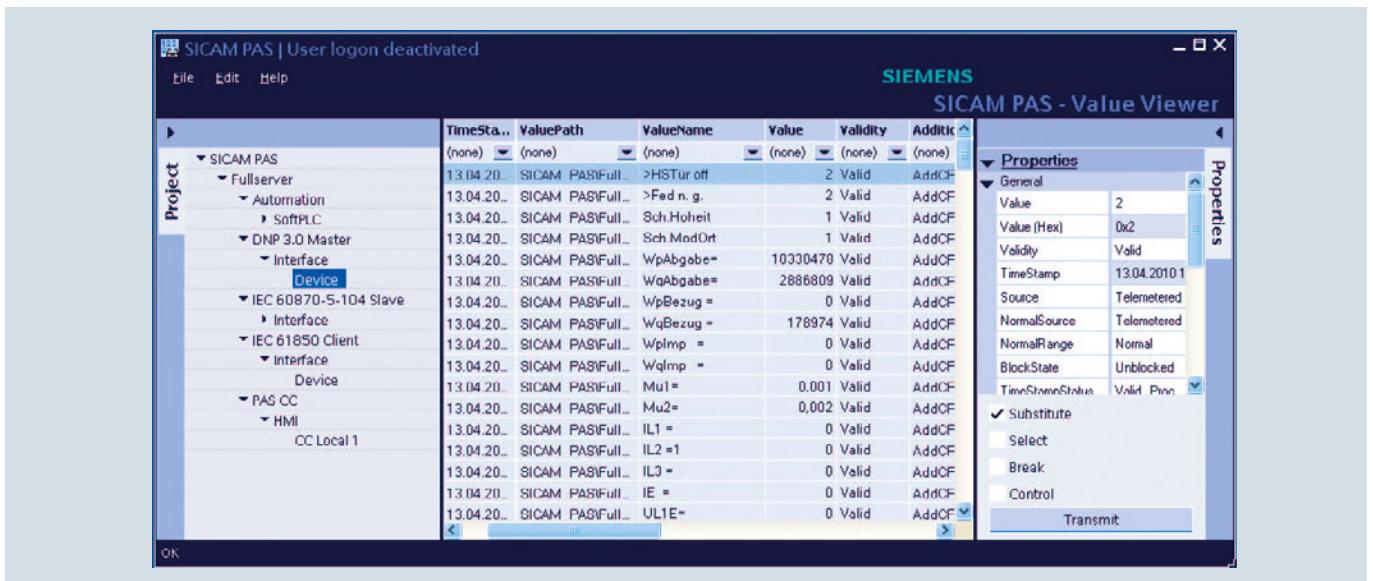 SICAM PAS | User logon deactivated
File Edit Help
SIEMENS
SICAM PAS - Value Viewer
Project
SICAM PAS
Fullserver
Automation
SoftPLC
DNP 3.0 Master
Interface
Device
IEC 60870-5-104 Slave
Interface
IEC 61850 Client
Interface
Device
PAS CC
HMI
CC Local 1
TimeSta... ValuePath ValueName Value Validity Additic
(none) (none) (none) (none) (none) (none)
13.04.20... SICAM PAS\Full... >HSTür off 2 Valid AddCF
13.04.20... SICAM PAS\Full... >Fed n. g. 2 Valid AddCF
13.04.20... SICAM PAS\Full... Sch.Hoheit 1 Valid AddCF
13.04.20... SICAM PAS\Full... Sch.ModOrt 1 Valid AddCF
13.04.20... SICAM PAS\Full... WpAbgabe= 10330470 Valid AddCF
13.04.20... SICAM PAS\Full... WqAbgabe= 2886809 Valid AddCF
13.04.20... SICAM PAS\Full... WpBezug = 0 Valid AddCF
13.04.20... SICAM PAS\Full... WqBezug = 178974 Valid AddCF
13.04.20... SICAM PAS\Full... WpImp = 0 Valid AddCF
13.04.20... SICAM PAS\Full... WqImp = 0 Valid AddCF
13.04.20... SICAM PAS\Full... Mu1= 0.001 Valid AddCF
13.04.20... SICAM PAS\Full... Mu2= 0,002 Valid AddCF
13.04.20... SICAM PAS\Full... IL1 = 0 Valid AddCF
13.04.20... SICAM PAS\Full... IL2 =1 0 Valid AddCF
13.04.20... SICAM PAS\Full... IL3 = 0 Valid AddCF
13.04.20... SICAM PAS\Full... IE = 0 Valid AddCF
13.04.20... SICAM PAS\Full... UL1E= 0 Valid AddCF
Properties
Properties
General
Value 2
Value (Hex) 0x2
Validity Valid
TimeStamp 13.04.2010 1
Source Telemetered
NormalSource Telemetered
NormalRange Normal
BlockState Unblocked
TimeStampStatus Valid_Proc
Substitute
Select
Break
Control
Transmit
OK